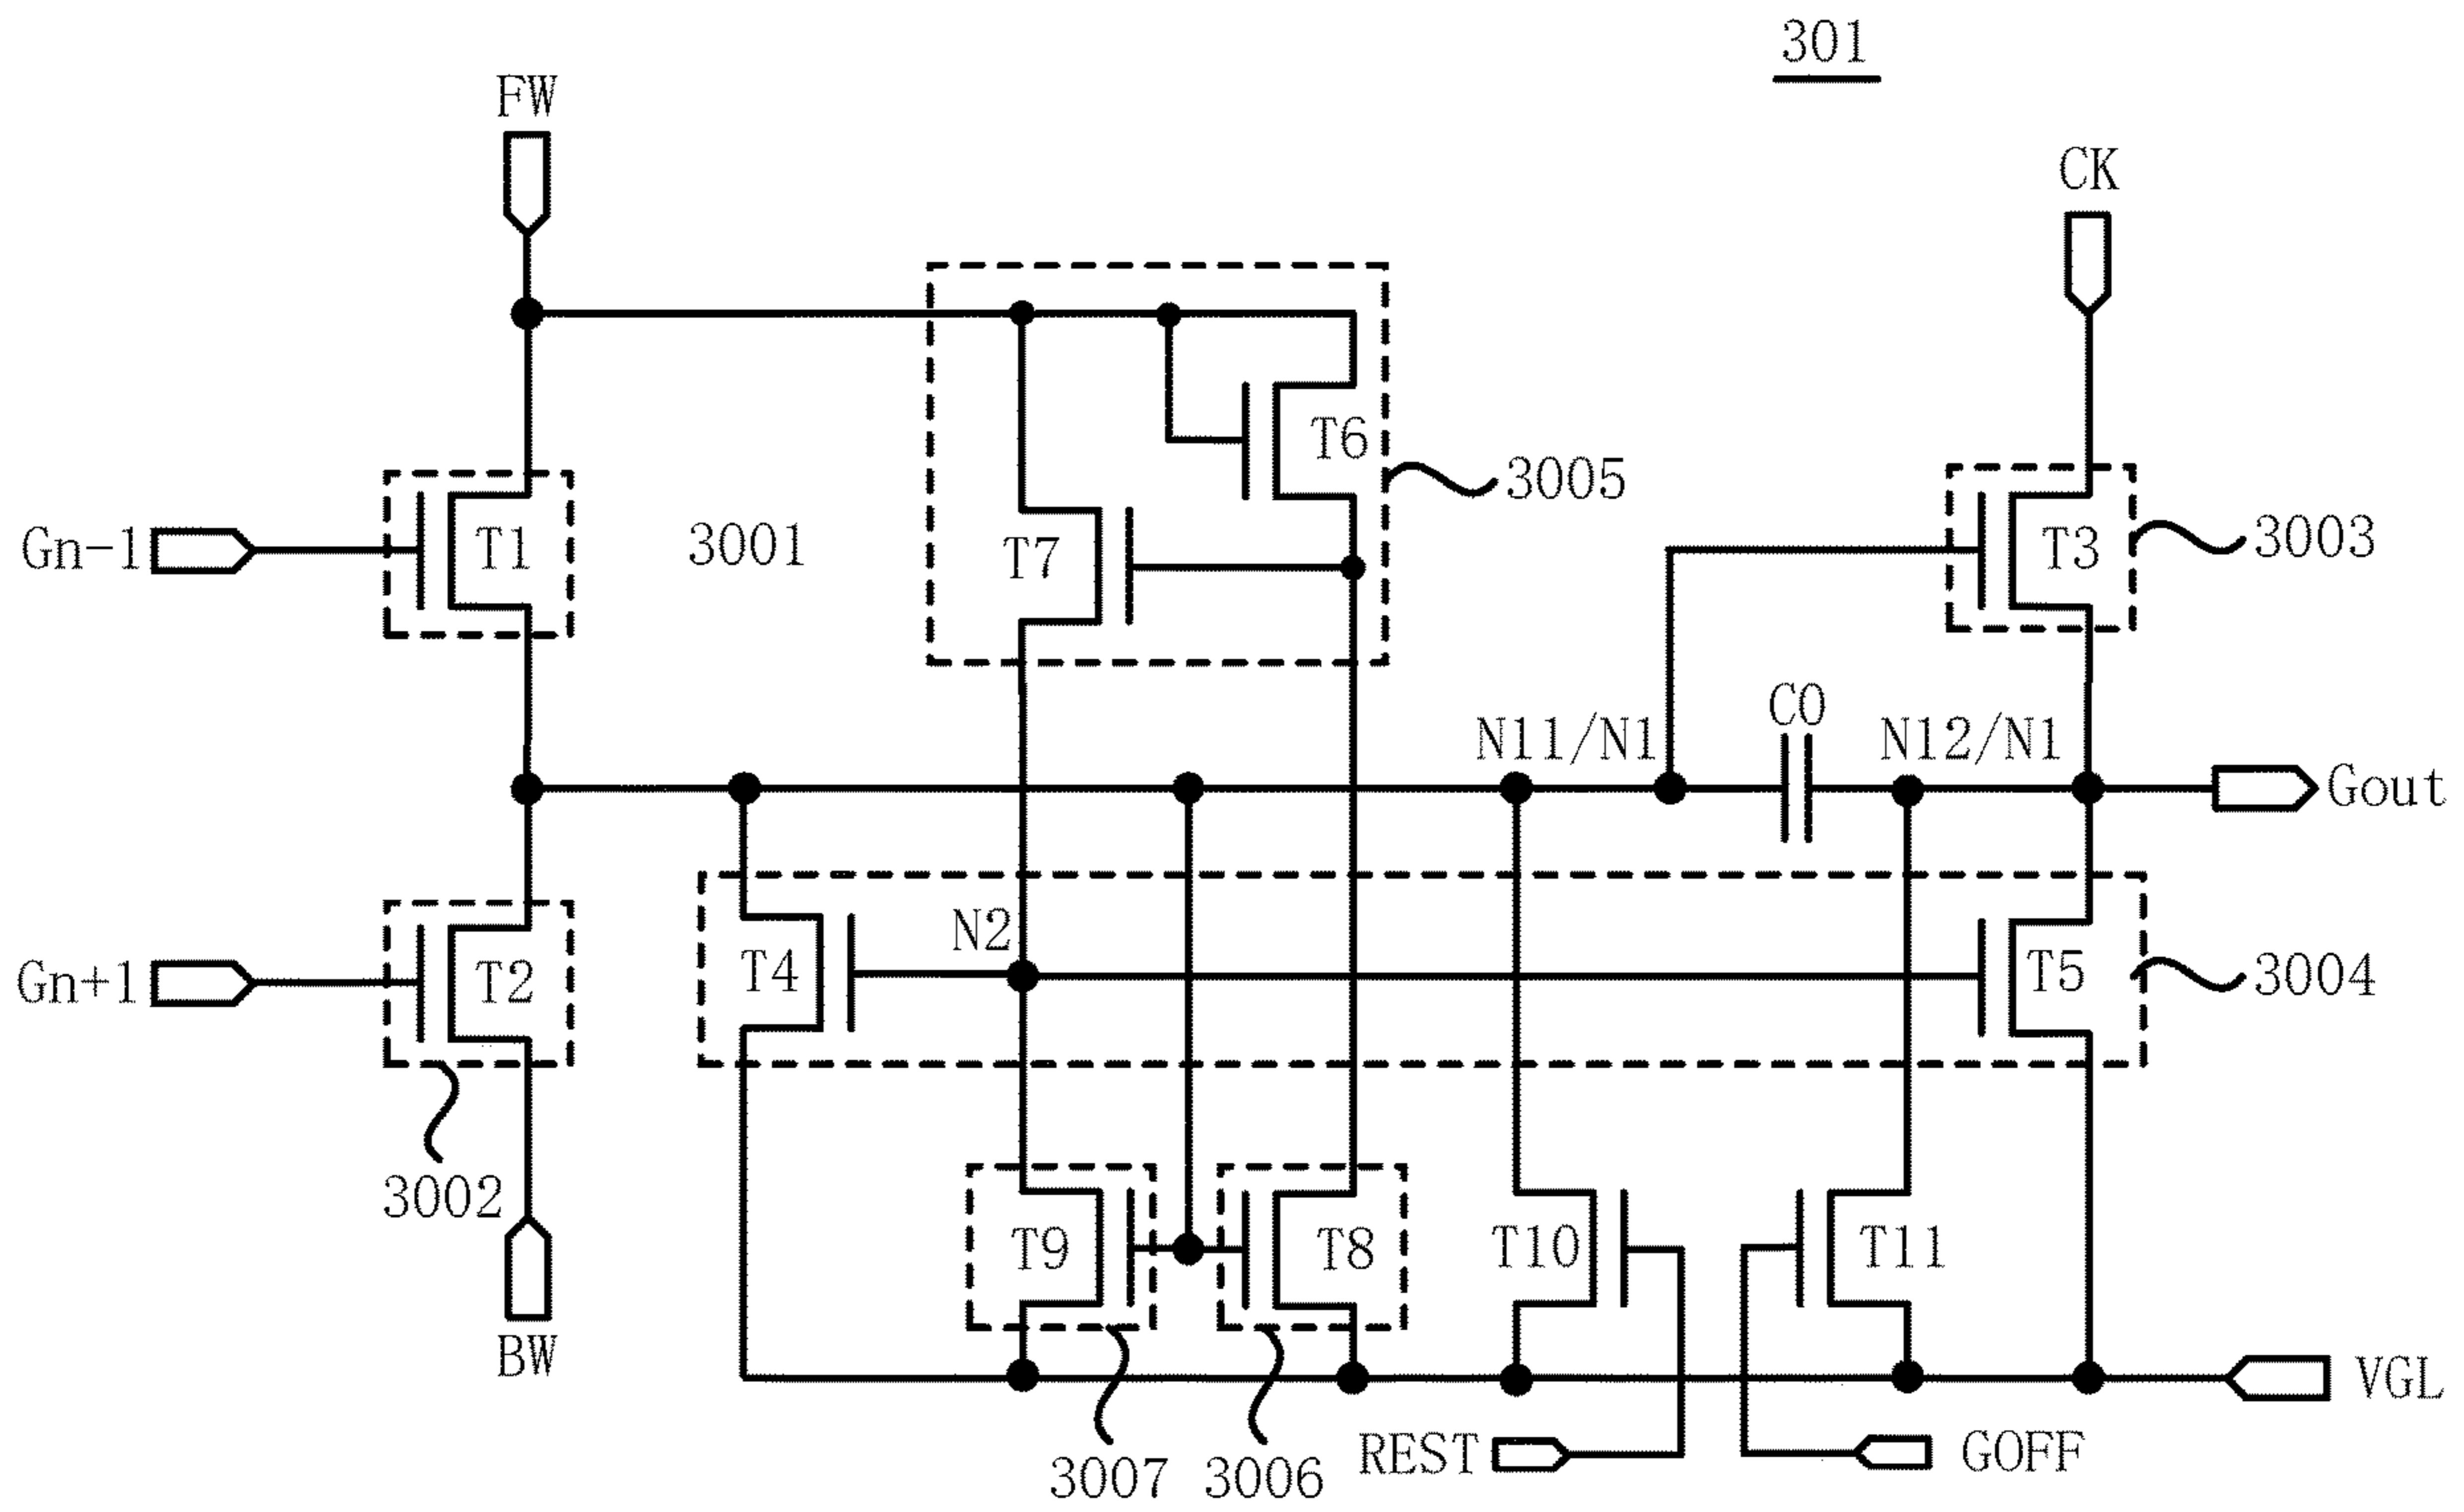 301
FW
CK
T6
3005
Gn-1
T1
3001
T7
T3
3003
N11/N1
C0
N12/N1
Gout
N2
Gn+1
T2
T4
T5
3004
3002
T9
T8
T10
T11
BW
VGL
REST
GOFF
3007
3006